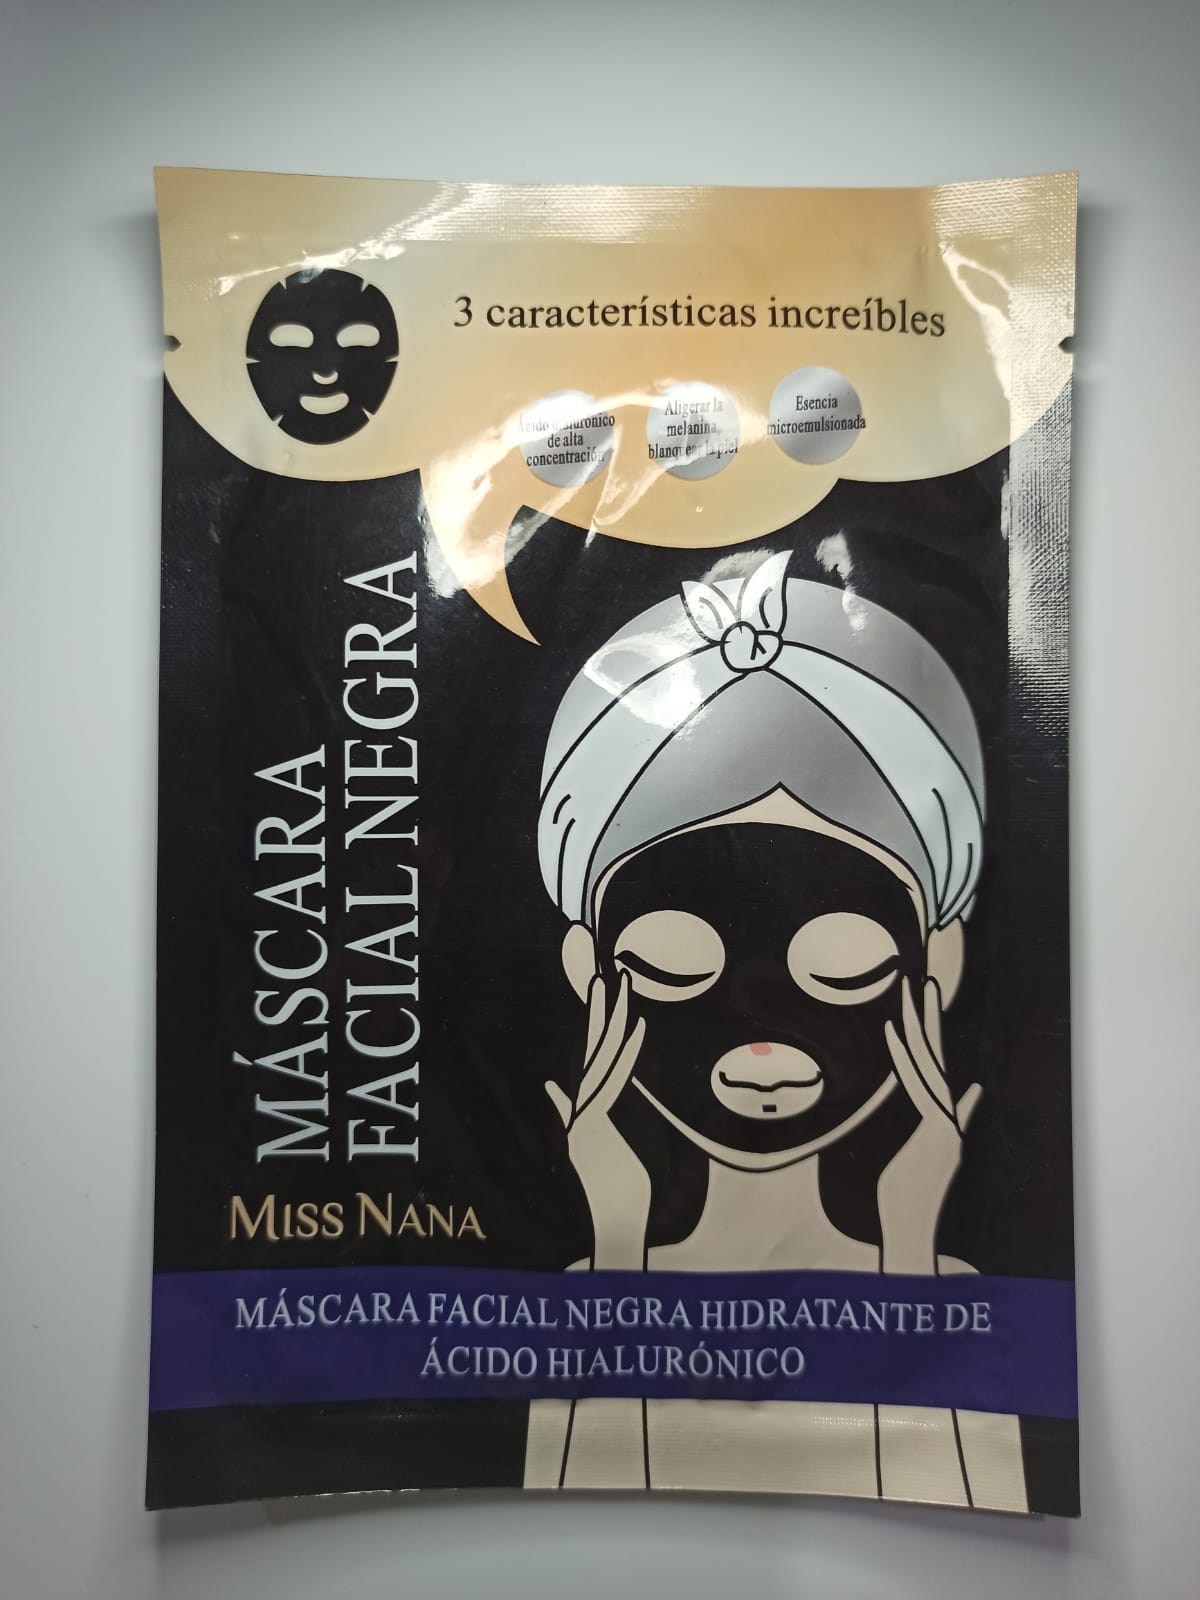 3 características increíbles
Ácido hialurónico
de alta
concentración
Aligerar la
melanina,
blanquear la piel
Esencia
microemulsionada
MÁSCARA
FACIAL NEGRA
MISS NANA
MÁSCARA FACIAL NEGRA HIDRATANTE DE
ÁCIDO HIALURÓNICO